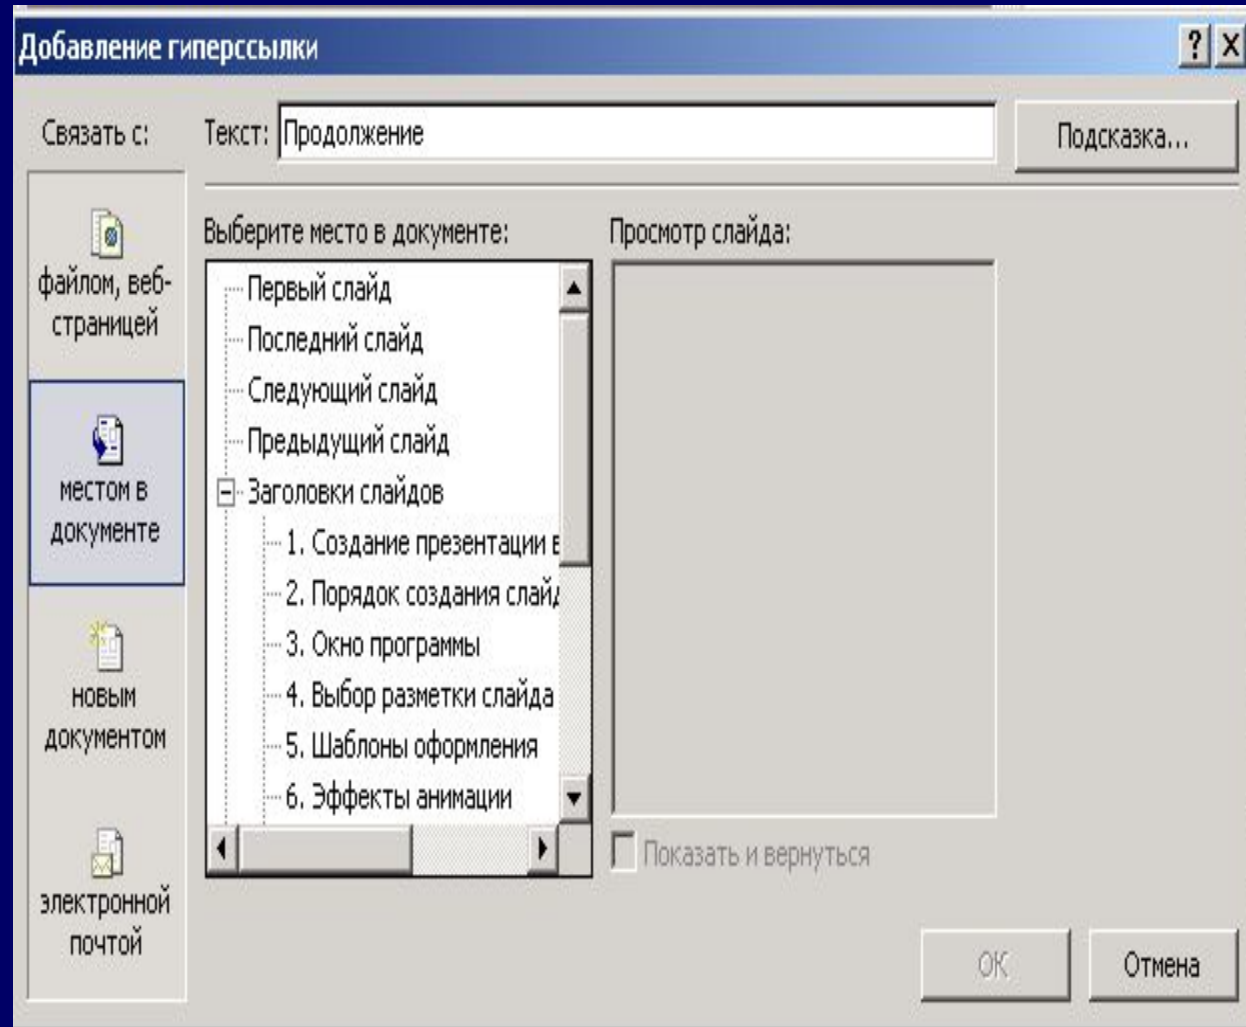 Добавление гиперссылки
Связать с:
Текст: Продолжение
Подсказка...
файлом, веб-
страницей
местом в
документе
новым
документом
электронной
почтой
Выберите место в документе:
Первый слайд
Последний слайд
Следующий слайд
Предыдущий слайд
Заголовки слайдов
1. Создание презентации в
2. Порядок создания слайд
3. Окно программы
4. Выбор разметки слайда
5. Шаблоны оформления
6. Эффекты анимации
Просмотр слайда:
Показать и вернуться
ОК
Отмена